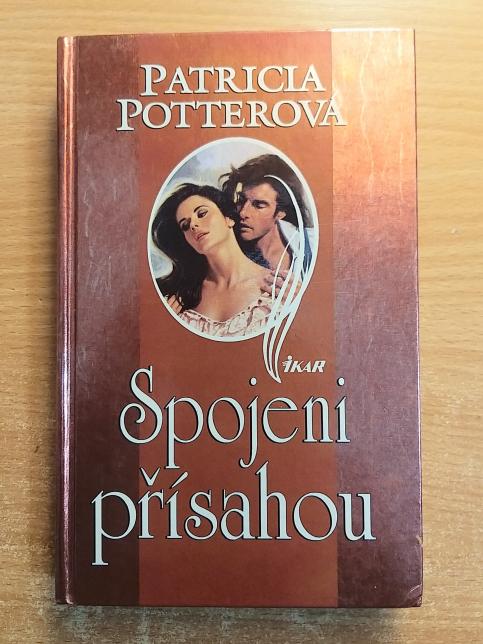 PATRICIA
POTTEROVÁ
IKAR
Spojeni
přísahou